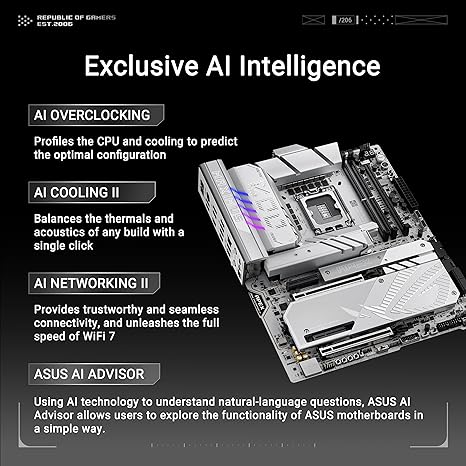 REPUBLIC OF GAMERS
EST.2006
/206
Exclusive AI Intelligence
AI OVERCLOCKING
Profiles the CPU and cooling to predict
the optimal configuration
AI COOLING II
Balances the thermals and
acoustics of any build with a
single click
AI NETWORKING II
Provides trustworthy and seamless
connectivity, and unleashes the full
speed of WiFi 7
ASUS AI ADVISOR
Using AI technology to understand natural-language questions, ASUS AI
Advisor allows users to explore the functionality of ASUS motherboards in
a simple way.